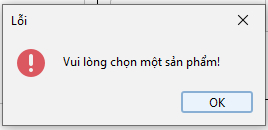 Lỗi
Vui lòng chọn một sản phẩm!
OK